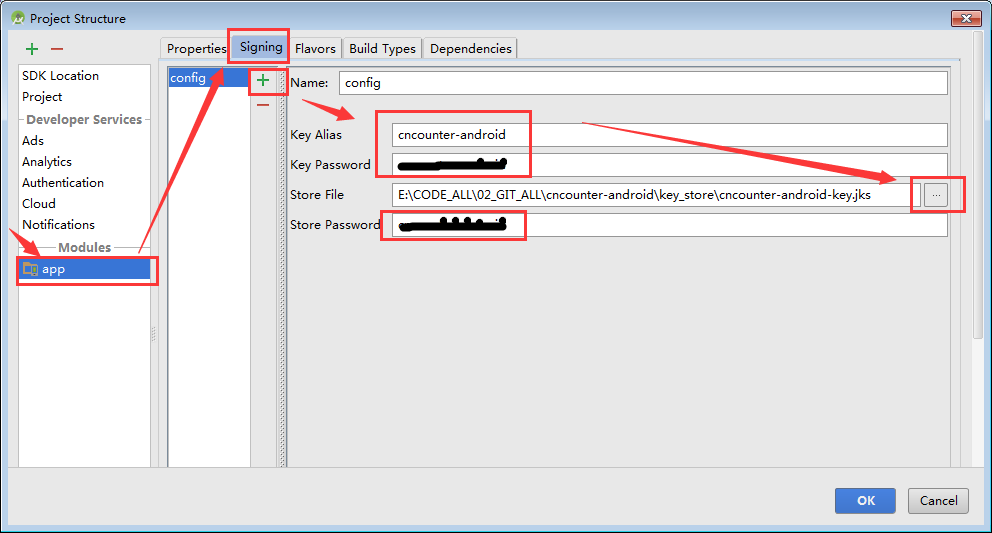 Project Structure
Properties Signing Flavors Build Types Dependencies
SDK Location
Project
Developer Services
Ads
Analytics
Authentication
Cloud
Notifications
Modules
app
config
Name: config
Key Alias cncounter-android
Key Password
Store File E:\CODE_ALL\02_GIT_ALL\cncounter-android\key_store\cncounter-android-key.jks ...
Store Password
OK Cancel